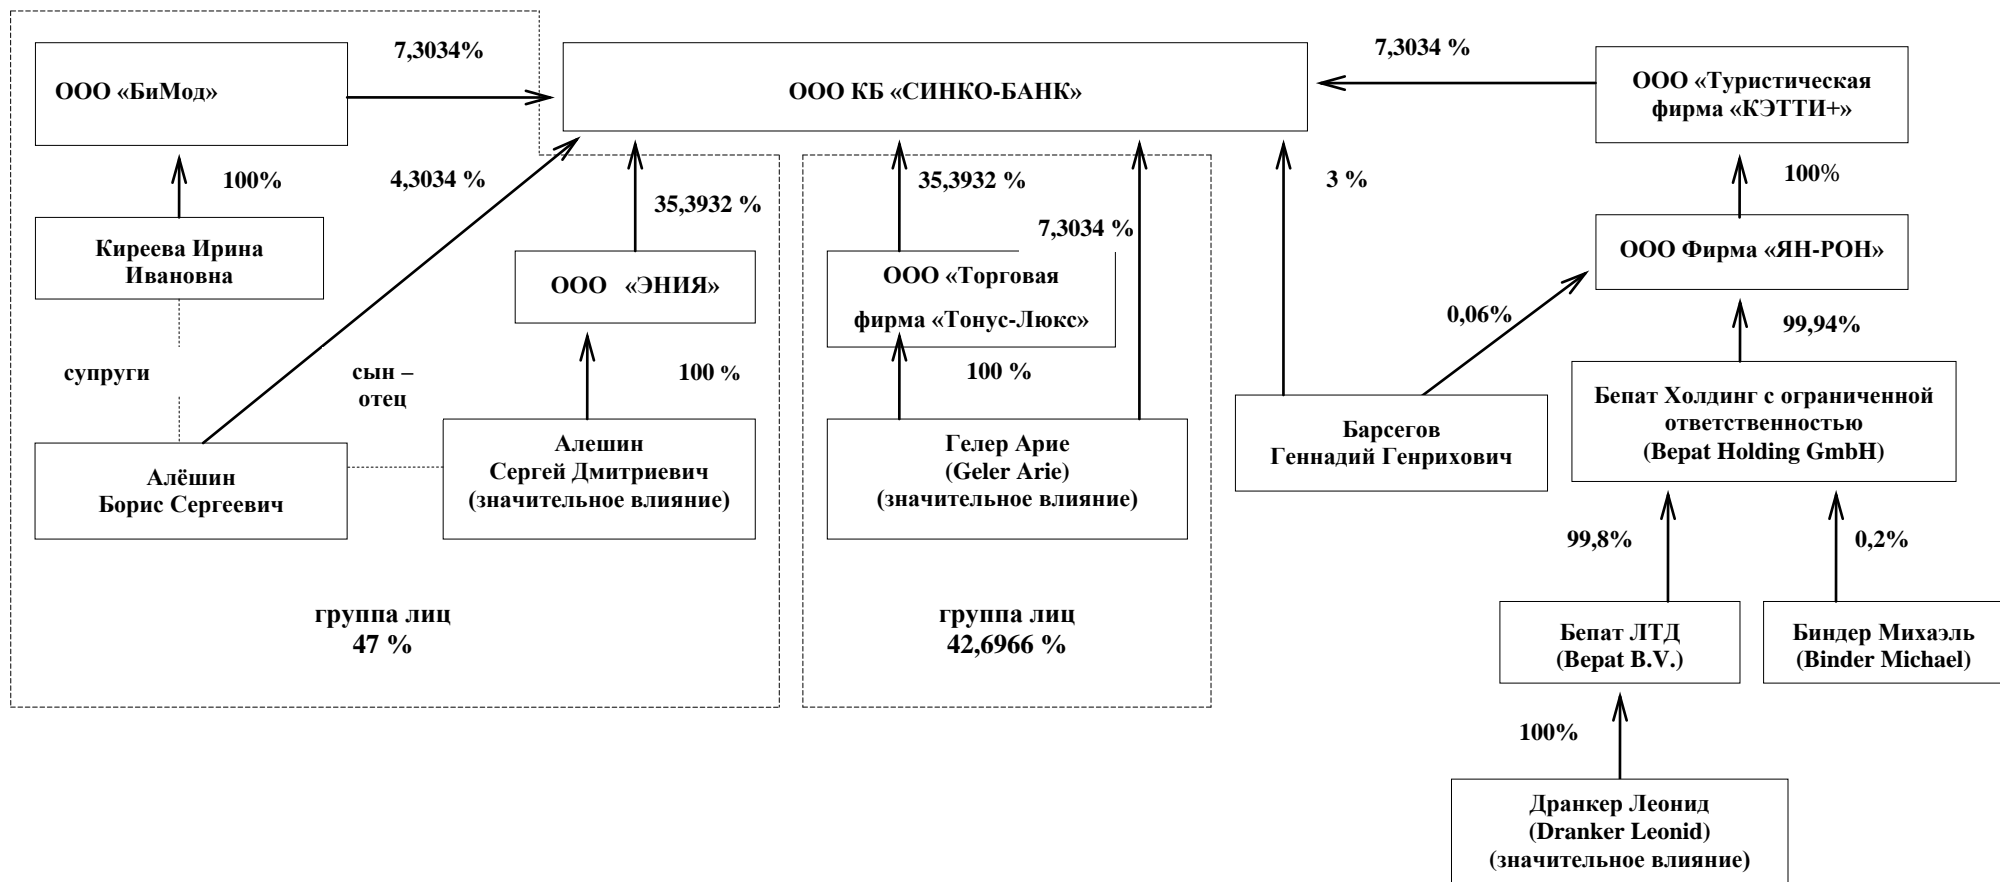 7,3034%
7,3034 %
ООО «БиМод»
ООО КБ «СИНКО-БАНК»
ООО «Туристическая
фирма «КЭТТИ+»
100%
4,3034 %
35,3932 %
3 %
100%
35,3932 %
7,3034 %
Киреева Ирина
Ивановна
ООО «ЭНИЯ»
ООО «Торговая
фирма «Тонус-Люкс»
ООО Фирма «ЯН-РОН»
0,06%
99,94%
супруги
сын –
отец
100 %
100 %
Алёшин
Борис Сергеевич
Алешин
Сергей Дмитриевич
(значительное влияние)
Гелер Арие
(Geler Arie)
(значительное влияние)
Барсегов
Геннадий Генрихович
Бепат Холдинг с ограниченной
ответственностью
(Bepat Holding GmbH)
99,8%
0,2%
группа лиц
47 %
группа лиц
42,6966 %
Бепат ЛТД
(Bepat B.V.)
Биндер Михаэль
(Binder Michael)
100%
Дранкер Леонид
(Dranker Leonid)
(значительное влияние)